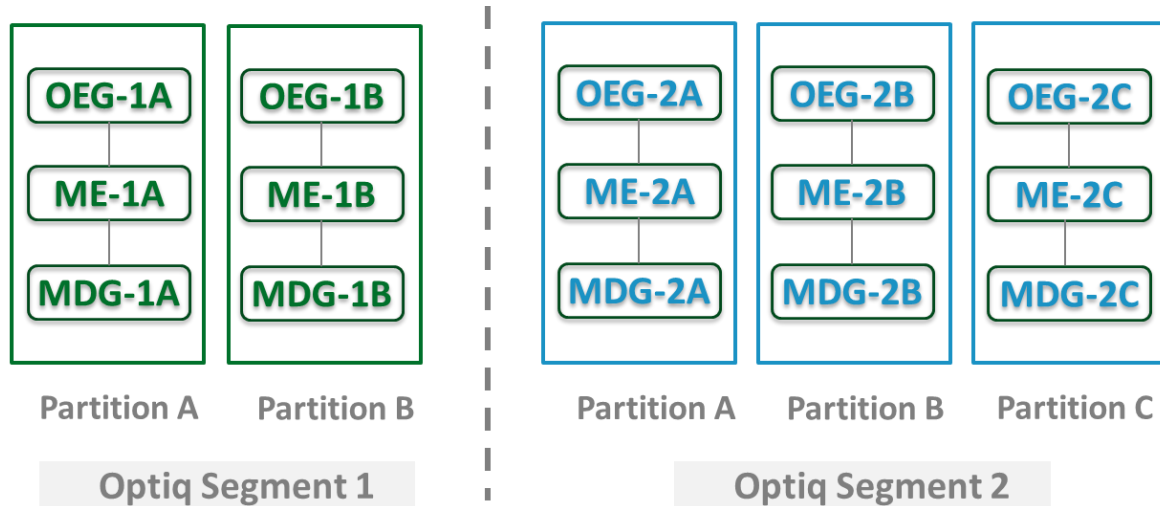 OEG-1A
ME-1A
MDG-1A
Partition A
OEG-1B
ME-1B
MDG-1B
Partition B
Optiq Segment 1
OEG-2A
ME-2A
MDG-2A
Partition A
OEG-2B
ME-2B
MDG-2B
Partition B
OEG-2C
ME-2C
MDG-2C
Partition C
Optiq Segment 2